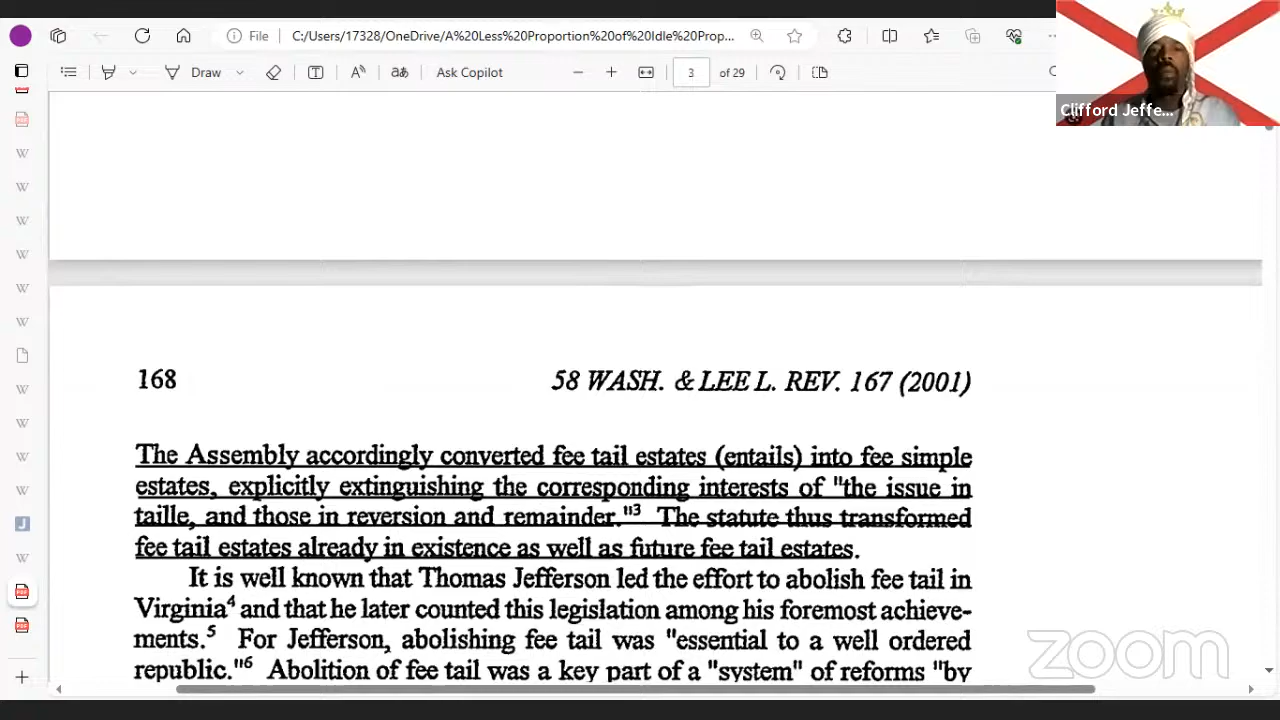 File
C:/Users/17328/OneDrive/A%20Less%20Proportion%20of%20Idle%20Prop...
Draw
Ask Copilot
3
of 29
Clifford Jeffe...
168
58 WASH. & LEE L. REV. 167 (2001)
The Assembly accordingly converted fee tail estates (entails) into fee simple
estates, explicitly extinguishing the corresponding interests of "the issue in
taille, and those in reversion and remainder."3 The statute thus transformed
fee tail estates already in existence as well as future fee tail estates.
It is well known that Thomas Jefferson led the effort to abolish fee tail in
Virginia4 and that he later counted this legislation among his foremost achieve-
ments.5 For Jefferson, abolishing fee tail was "essential to a well ordered
republic."6 Abolition of fee tail was a key part of a "system" of reforms "by
zoom